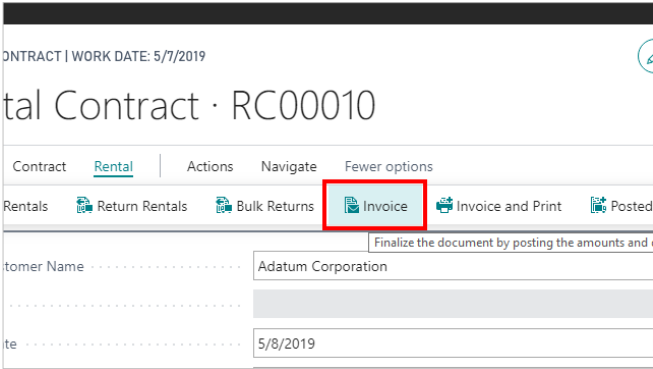 ONTRACT | WORK DATE: 5/7/2019
tal Contract · RC00010
Contract Rental Actions Navigate Fewer options
Rentals Return Rentals Bulk Returns Invoice Invoice and Print Posted
Finalize the document by posting the amounts and
stomer Name Adatum Corporation
te 5/8/2019